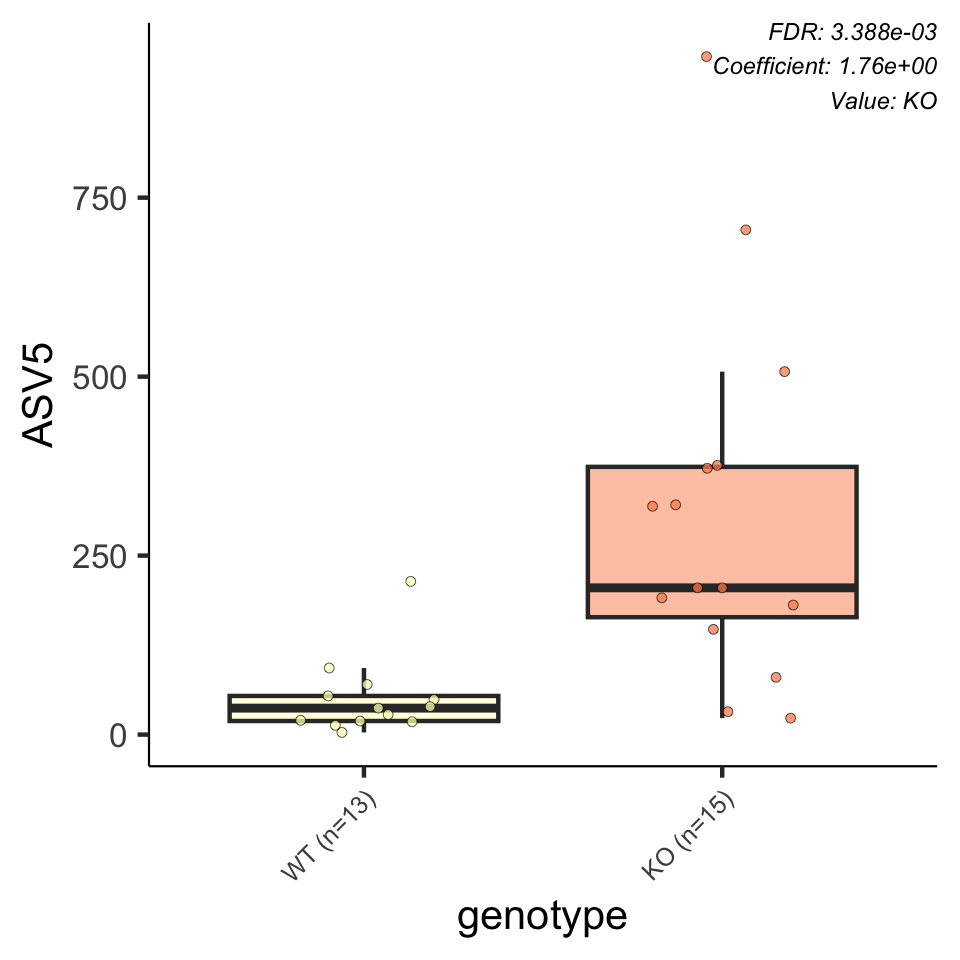 FDR: 3.388e-03
Coefficient: 1.76e+00
Value: KO
750
500
250
0
ASV5
WT (n=13)
KO (n=15)
genotype